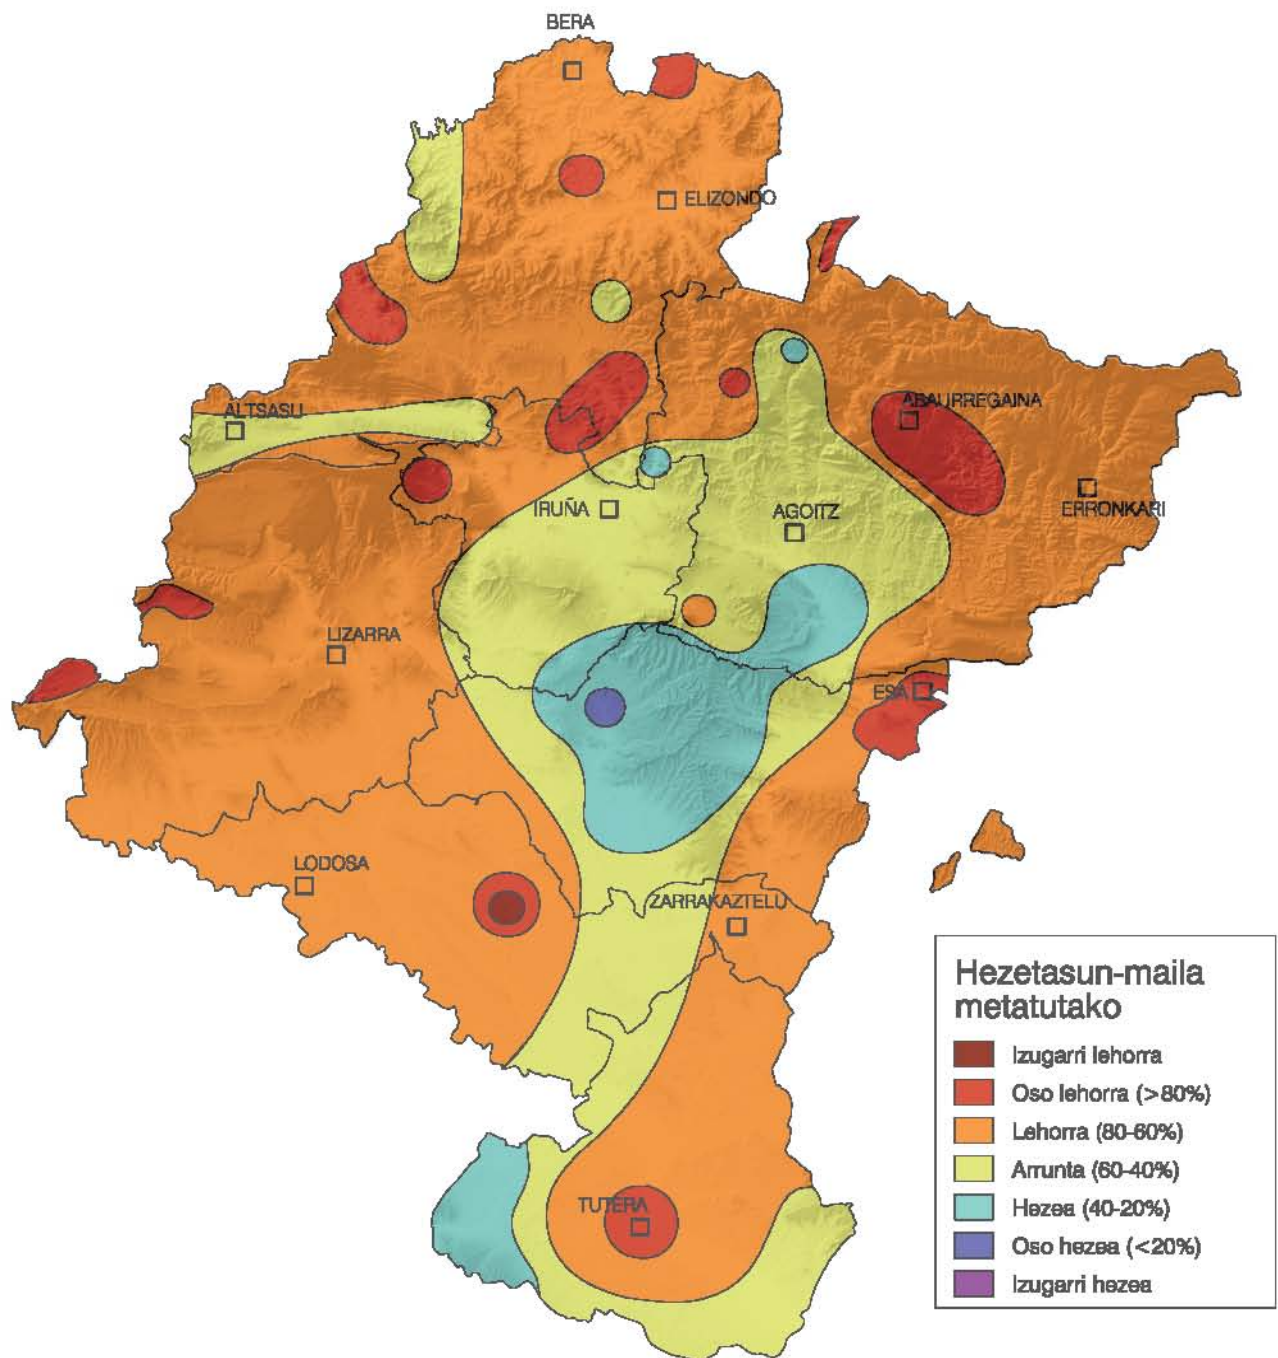 BERA
ELIZONDO
ALTSASU
ABAURREGAINA
IRUÑA
AGOITZ
ERRONKARI
LIZARRA
ESA
LODOSA
ZARRAKAZTELU
TUTERA
Hezetasun-maila
metatutako
Izugarri lehorra
Oso lehorra (>80%)
Lehorra (80-60%)
Arrunta (60-40%)
Hezea (40-20%)
Oso hezea (<20%)
Izugarri hezea